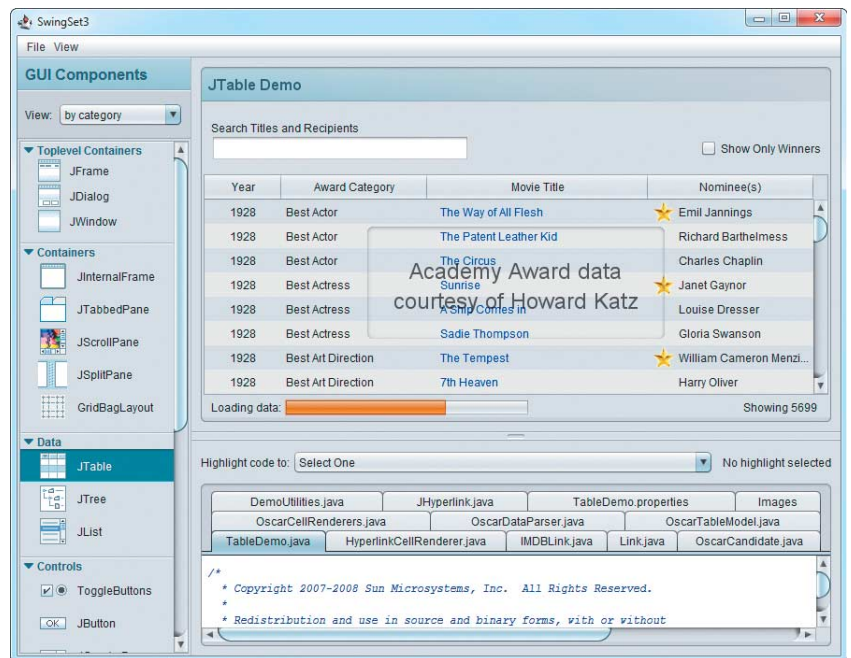 SwingSet3
File View
GUI Components
View: by category
Toplevel Containers
JFrame
JDialog
JWindow
Containers
JInternalFrame
JTabbedPane
JScrollPane
JSplitPane
GridBagLayout
Data
JTable
JTree
JList
Controls
ToggleButtons
OK JButton
JTable Demo
Search Titles and Recipients
Show Only Winners
Year Award Category Movie Title Nominee(s)
1928 Best Actor The Way of All Flesh Emil Jannings
1928 Best Actor The Patent Leather Kid Richard Barthelmess
1928 Best Actor The Circus Charles Chaplin
1928 Best Actress Sunrise Janet Gaynor
1928 Best Actress A Ship Comes In Louise Dresser
1928 Best Actress Sadie Thompson Gloria Swanson
1928 Best Art Direction The Tempest William Cameron Menzi...
1928 Best Art Direction 7th Heaven Harry Oliver
Academy Award data
courtesy of Howard Katz
Loading data: Showing 5699
Highlight code to: Select One No highlight selected
DemoUtilities.java JHyperlink.java TableDemo.properties Images
OscarCellRenderers.java OscarDataParser.java OscarTableModel.java
TableDemo.java HyperlinkCellRenderer.java IMDBLink.java Link.java OscarCandidate.java
/*
* Copyright 2007-2008 Sun Microsystems, Inc. All Rights Reserved.
*
* Redistribution and use in source and binary forms, with or without